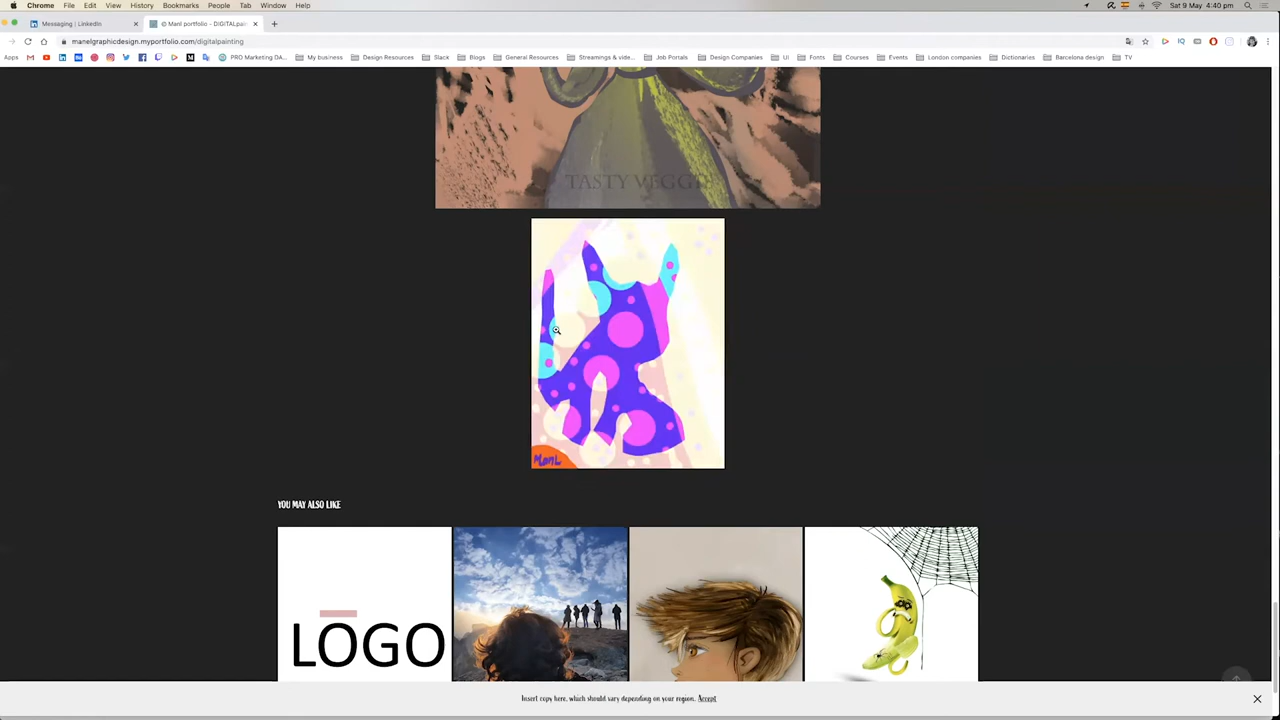 Chrome File Edit View History Bookmarks People Tab Window Help
Sat 9 May 4:40 pm
Messaging | LinkedIn
© Manl portfolio - DIGITALpai
manelgraphicdesign.myportfolio.com/digitalpainting
Apps PRO Marketing DA... My business Design Resources Slack Blogs General Resources Streamings & vide... Job Portals Design Companies UI Fonts Courses Events London companies Dictionaries Barcelona design TV
TASTY VEGGI
ManL
YOU MAY ALSO LIKE
LOGO
Insert copy here, which should vary depending on your region. Accept